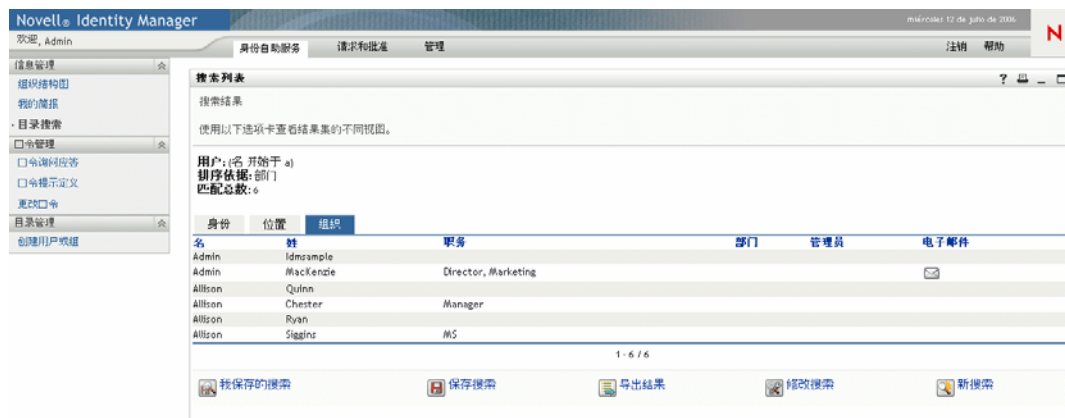 Novell® Identity Manager
miércoles 12 de julio de 2006
N
欢迎, Admin
身份自助服务 请求和批准 管理 注销 帮助
信息管理
组织结构图
我的简报
·目录搜索
口令管理
口令询问应答
口令提示定义
更改口令
目录管理
创建用户或组
搜索列表
搜索结果
使用以下选项卡查看结果集的不同视图。
用户: (名 开始于 a)
排序依据: 部门
匹配总数: 6
身份 位置 组织
名 姓 职务 部门 管理员 电子邮件
Admin Idmsample
Admin MacKenzie Director, Marketing
Allison Quinn
Allison Chester Manager
Allison Ryan
Allison Siggins MS
1 - 6 / 6
我保存的搜索 保存搜索 导出结果 修改搜索 新搜索